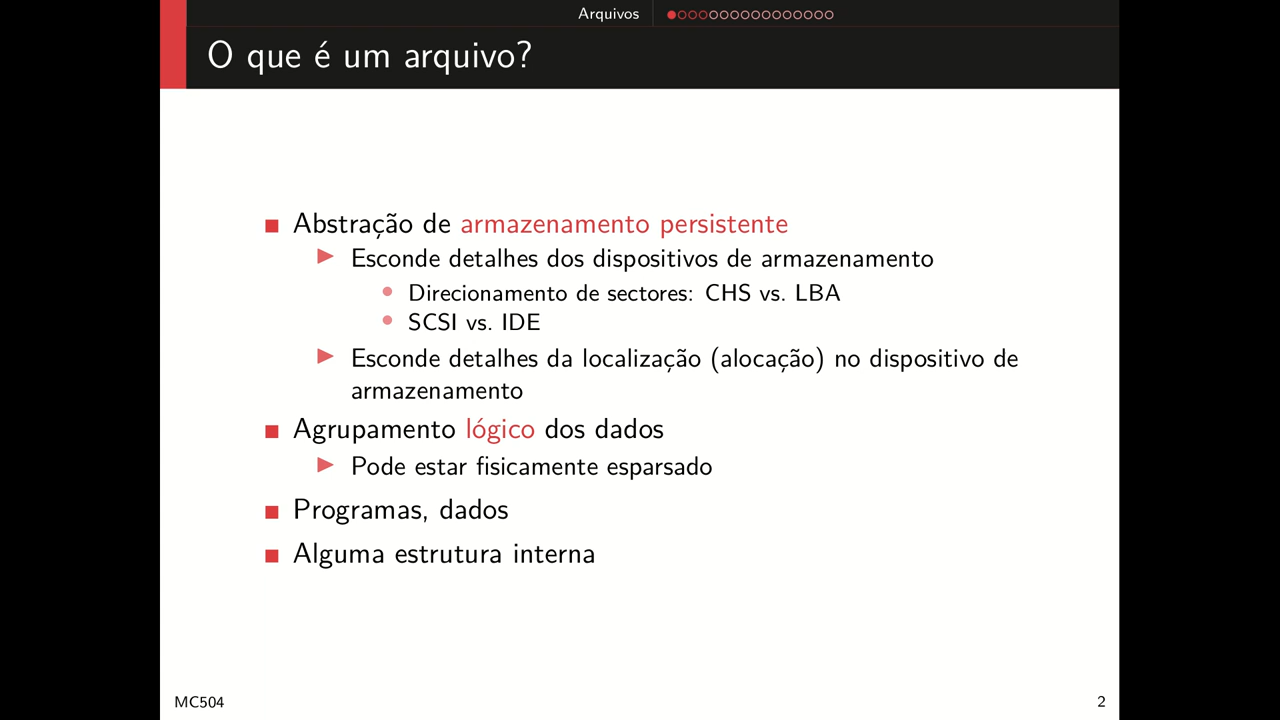 Arquivos
O que é um arquivo?
Abstração de armazenamento persistente
Esconde detalhes dos dispositivos de armazenamento
Direcionamento de sectores: CHS vs. LBA
SCSI vs. IDE
Esconde detalhes da localização (alocação) no dispositivo de
armazenamento
Agrupamento lógico dos dados
Pode estar fisicamente esparsado
Programas, dados
Alguma estrutura interna
MC504
2